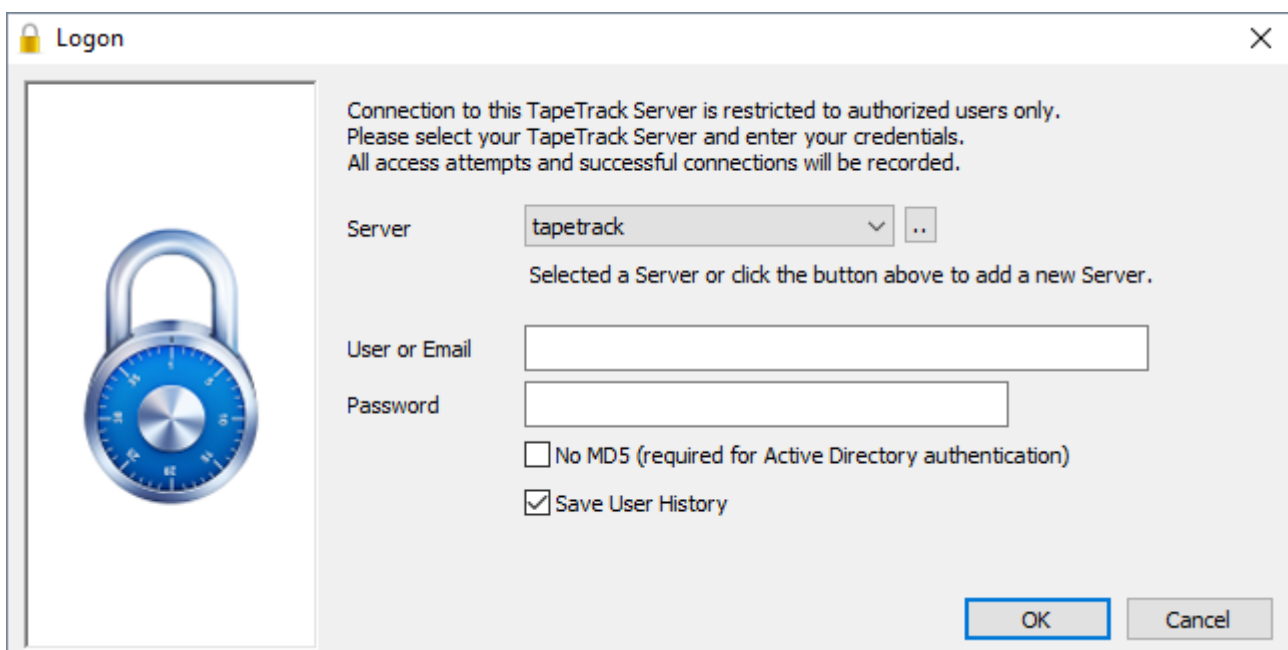 Logon
Connection to this TapeTrack Server is restricted to authorized users only.
Please select your TapeTrack Server and enter your credentials.
All access attempts and successful connections will be recorded.
Server
tapetrack
..
Selected a Server or click the button above to add a new Server.
User or Email
Password
No MD5 (required for Active Directory authentication)
Save User History
OK
Cancel